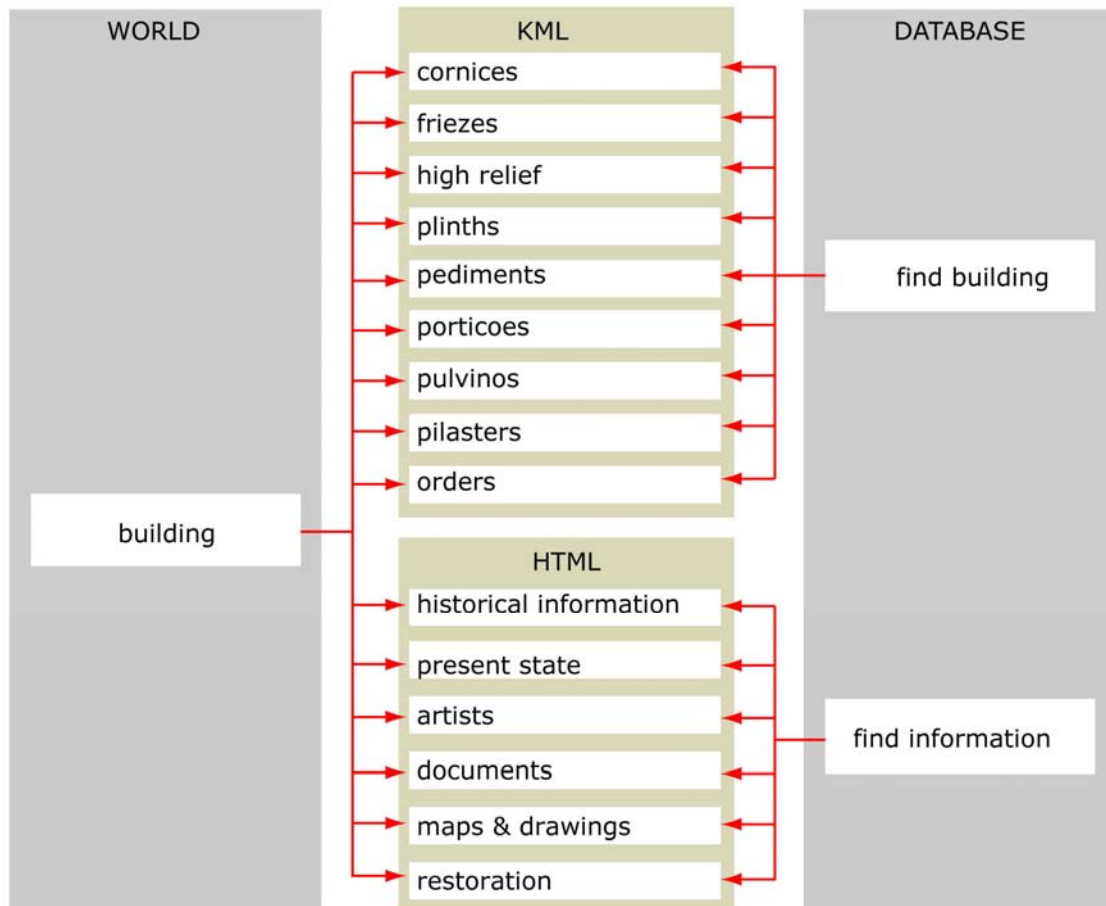 WORLD
building
KML
cornices
friezes
high relief
plinths
pediments
porticoes
pulvinos
pilasters
orders
HTML
historical information
present state
artists
documents
maps & drawings
restoration
DATABASE
find building
find information